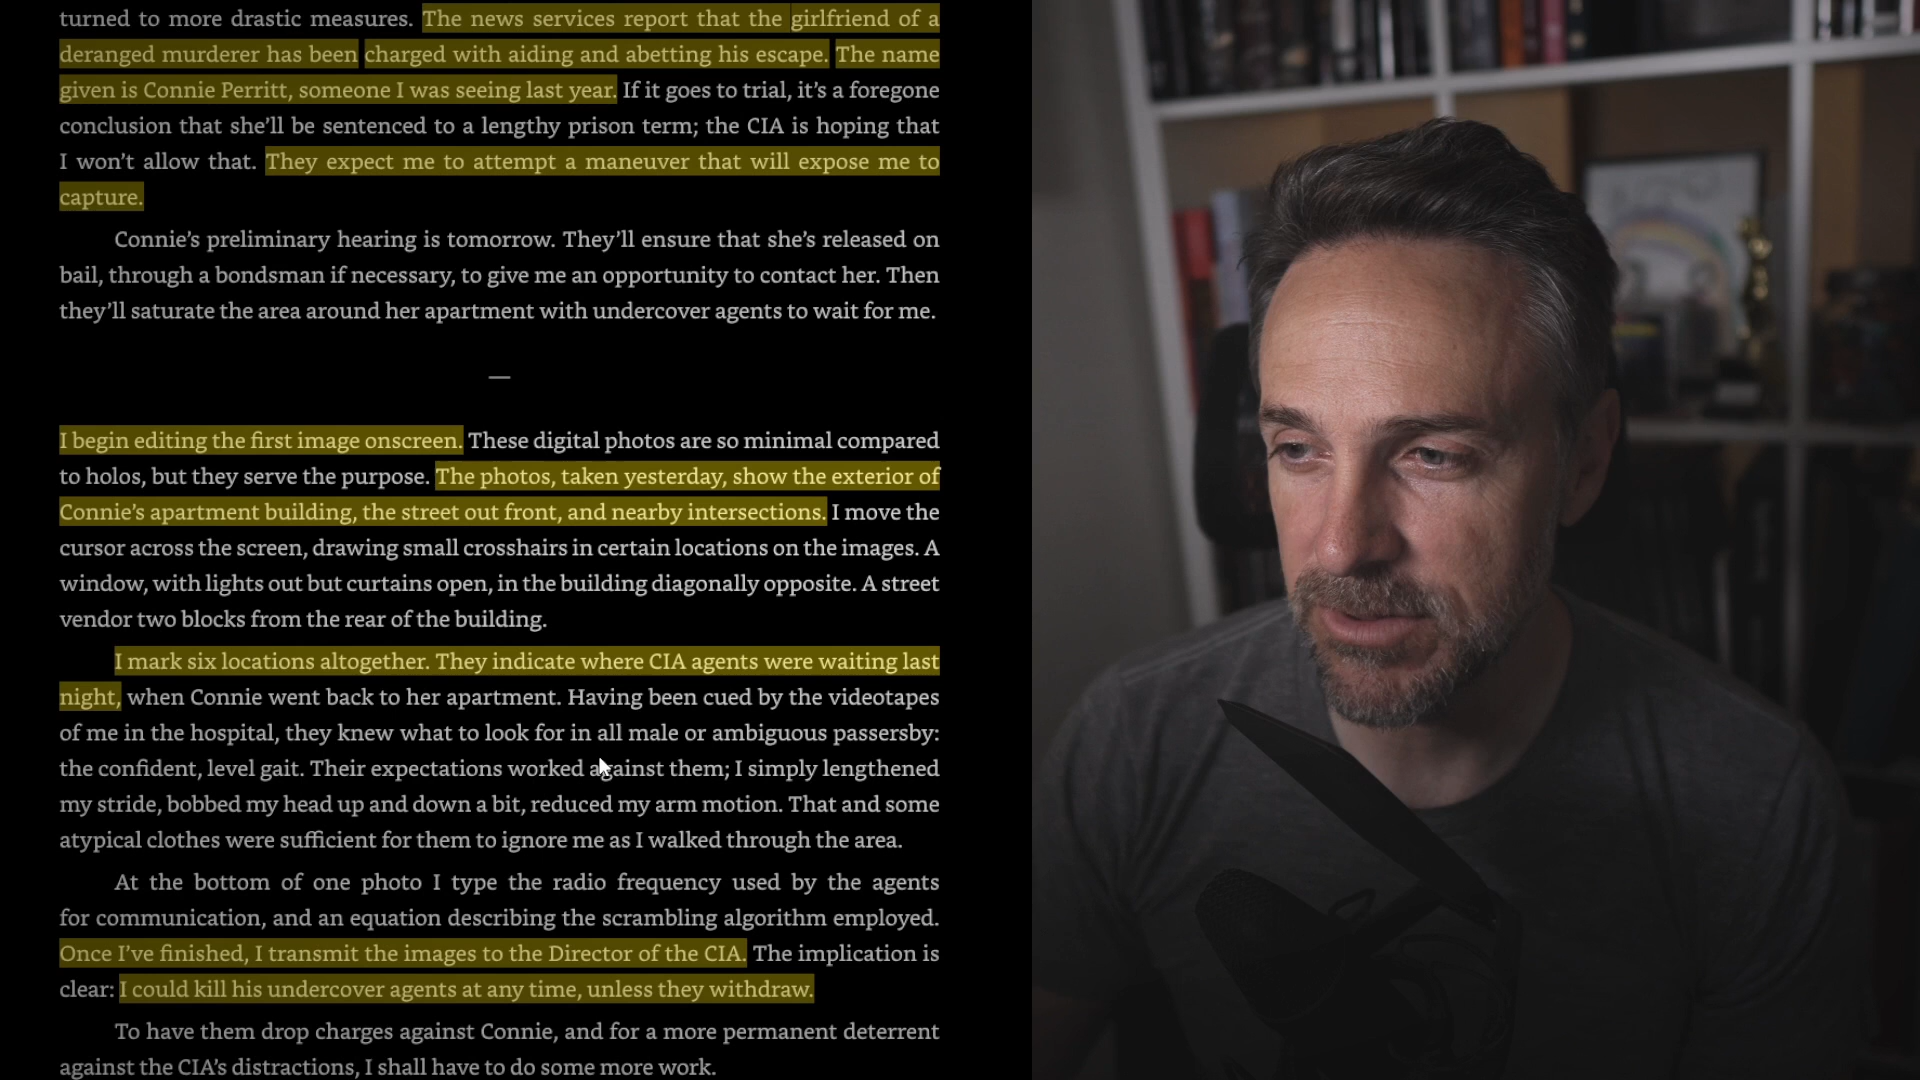 turned to more drastic measures. The news services report that the girlfriend of a
deranged murderer has been charged with aiding and abetting his escape. The name
given is Connie Perritt, someone I was seeing last year. If it goes to trial, it’s a foregone
conclusion that she’ll be sentenced to a lengthy prison term; the CIA is hoping that
I won’t allow that. They expect me to attempt a maneuver that will expose me to
capture.
Connie’s preliminary hearing is tomorrow. They’ll ensure that she’s released on
bail, through a bondsman if necessary, to give me an opportunity to contact her. Then
they’ll saturate the area around her apartment with undercover agents to wait for me.
—
I begin editing the first image onscreen. These digital photos are so minimal compared
to holos, but they serve the purpose. The photos, taken yesterday, show the exterior of
Connie’s apartment building, the street out front, and nearby intersections. I move the
cursor across the screen, drawing small crosshairs in certain locations on the images. A
window, with lights out but curtains open, in the building diagonally opposite. A street
vendor two blocks from the rear of the building.
I mark six locations altogether. They indicate where CIA agents were waiting last
night, when Connie went back to her apartment. Having been cued by the videotapes
of me in the hospital, they knew what to look for in all male or ambiguous passersby:
the confident, level gait. Their expectations worked against them; I simply lengthened
my stride, bobbed my head up and down a bit, reduced my arm motion. That and some
atypical clothes were sufficient for them to ignore me as I walked through the area.
At the bottom of one photo I type the radio frequency used by the agents
for communication, and an equation describing the scrambling algorithm employed.
Once I’ve finished, I transmit the images to the Director of the CIA. The implication is
clear: I could kill his undercover agents at any time, unless they withdraw.
To have them drop charges against Connie, and for a more permanent deterrent
against the CIA’s distractions, I shall have to do some more work.